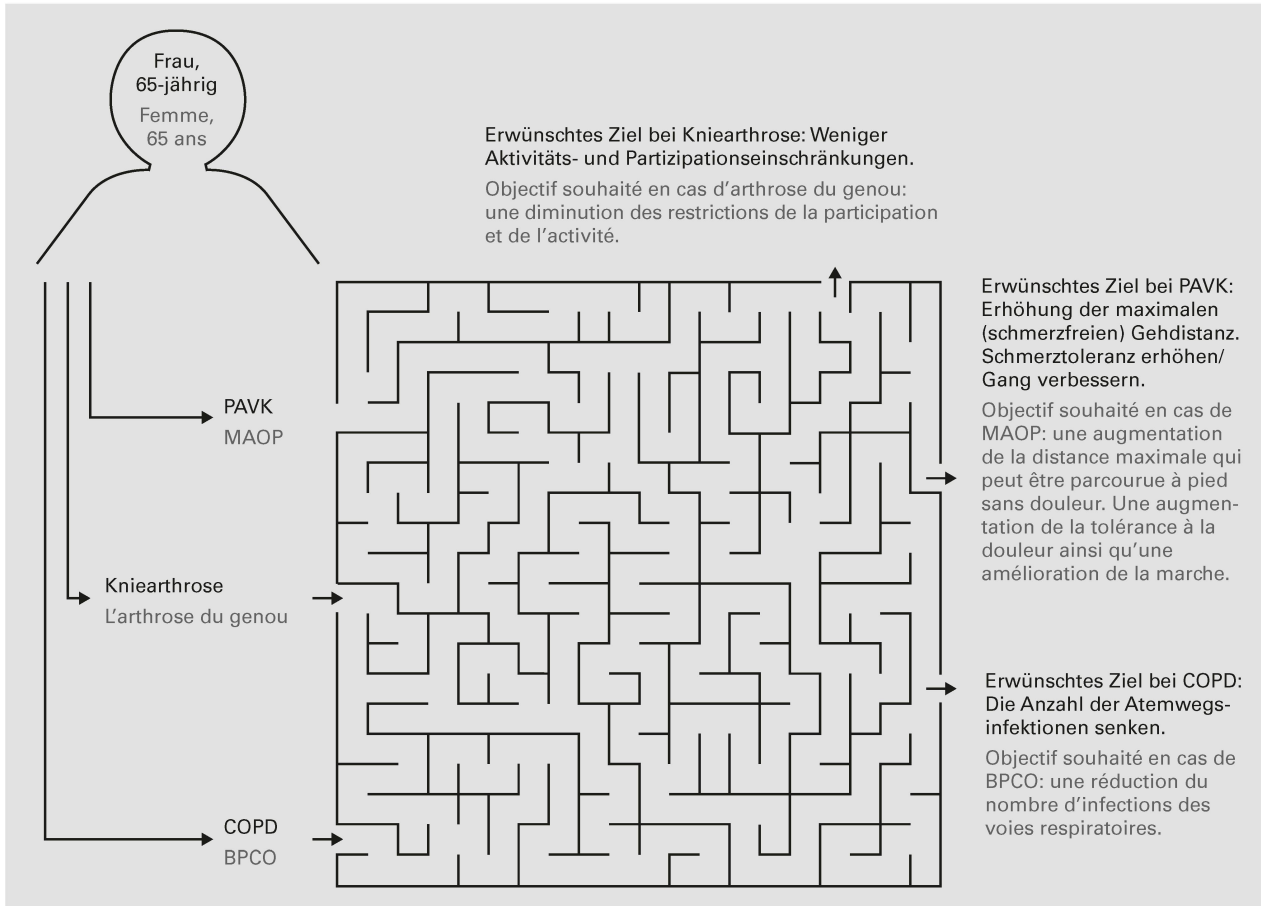 Frau,
65-jährig
Femme,
65 ans
Erwünschtes Ziel bei Kniearthrose: Weniger
Aktivitäts- und Partizipationseinschränkungen.
Objectif souhaité en cas d’arthrose du genou:
une diminution des restrictions de la participation
et de l’activité.
Erwünschtes Ziel bei PAVK:
Erhöhung der maximalen
(schmerzfreien) Gehdistanz.
Schmerztoleranz erhöhen/
Gang verbessern.
Objectif souhaité en cas de
MAOP: une augmentation
de la distance maximale qui
peut être parcourue à pied
sans douleur. Une augmen-
tation de la tolérance à la
douleur ainsi qu’une
amélioration de la marche.
PAVK
MAOP
Kniearthrose
L’arthrose du genou
Erwünschtes Ziel bei COPD:
Die Anzahl der Atemwegs-
infektionen senken.
Objectif souhaité en cas de
BPCO: une réduction du
nombre d’infections des
voies respiratoires.
COPD
BPCO